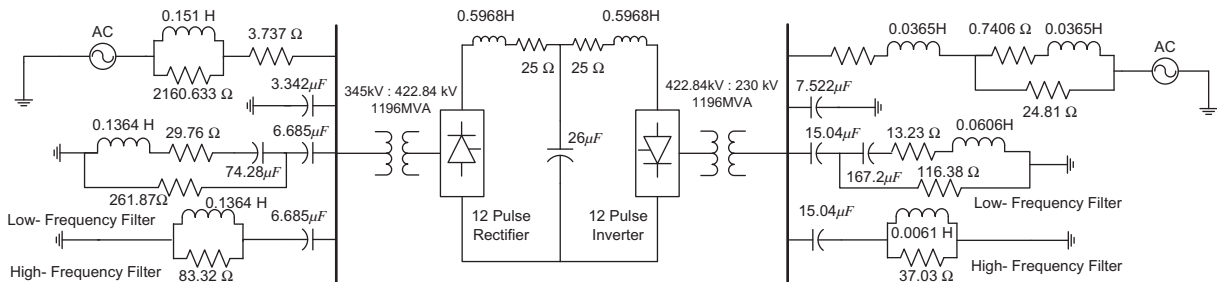 AC
0.151 H
3.737 Ω
2160.633 Ω
3.342μF
0.1364 H
29.76 Ω
6.685μF
74.28μF
261.87Ω
Low- Frequency Filter
0.1364 H
6.685μF
83.32 Ω
High- Frequency Filter
345kV : 422.84 kV
1196MVA
0.5968H
25 Ω
0.5968H
25 Ω
26μF
12 Pulse
Rectifier
12 Pulse
Inverter
422.84kV : 230 kV
1196MVA
0.0365H
0.7406 Ω
0.0365H
AC
24.81 Ω
7.522μF
15.04μF
13.23Ω
0.0606H
167.2μF
116.38 Ω
Low- Frequency Filter
15.04μF
0.0061 H
37.03 Ω
High- Frequency Filter